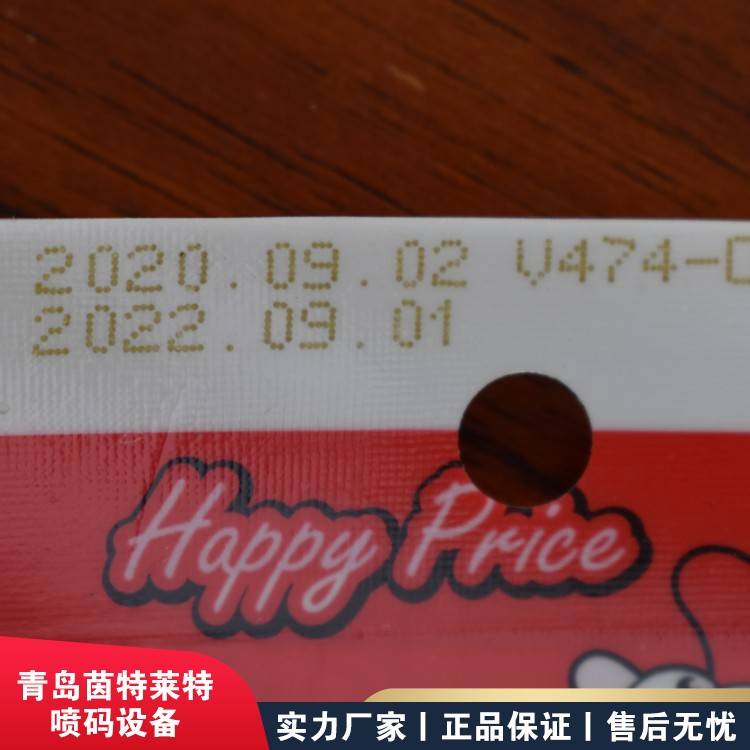 2020.09.02 V474-
2022.09.01
Happy Price
青岛茵特莱特
喷码设备
实力厂家丨正品保证丨售后无忧